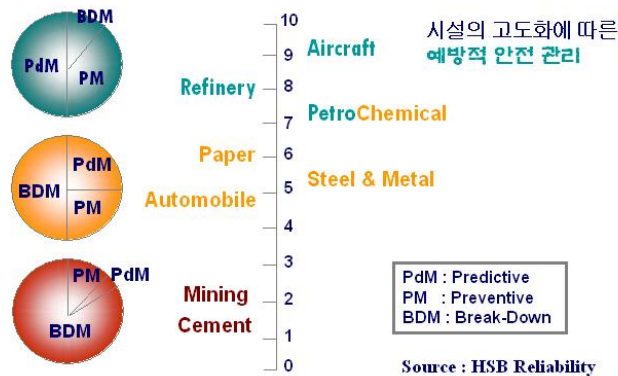 BDM
PdM
PM
PdM
BDM
PM
PM
PdM
BDM
Refinery
Paper
Automobile
Mining
Cement
10
9
8
7
6
5
4
3
2
1
0
Aircraft
PetroChemical
Steel & Metal
시설의 고도화에 따른
예방적 안전 관리
PdM : Predictive
PM : Preventive
BDM : Break-Down
Source : HSB Reliability